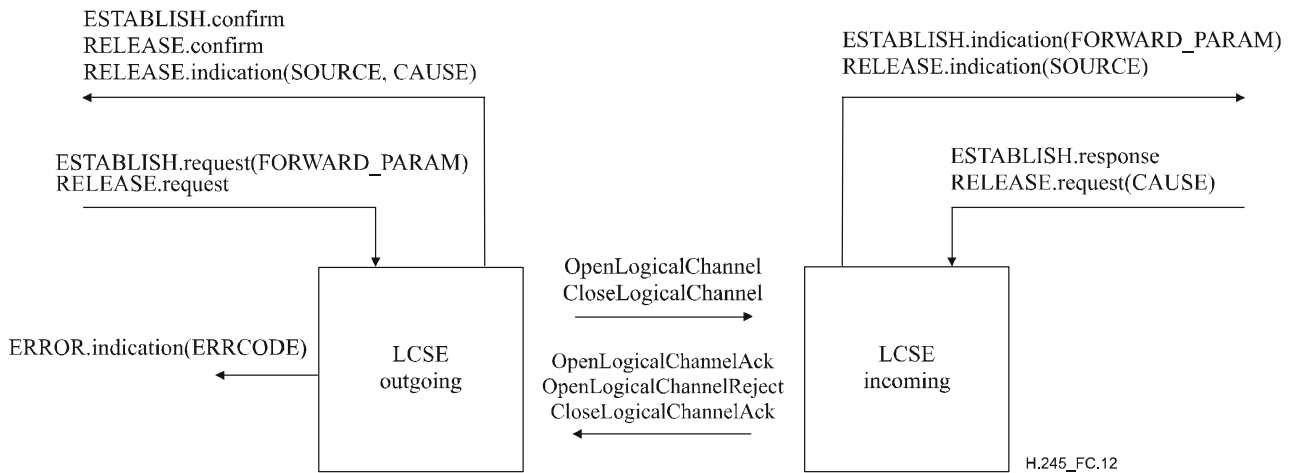 ESTABLISH.confirm
RELEASE.confirm
RELEASE.indication(SOURCE, CAUSE)
ESTABLISH.indication(FORWARD_PARAM)
RELEASE.indication(SOURCE)
ESTABLISH.request(FORWARD_PARAM)
RELEASE.request
ESTABLISH.response
RELEASE.request(CAUSE)
OpenLogicalChannel
CloseLogicalChannel
ERROR.indication(ERRCODE)
LCSE
outgoing
OpenLogicalChannelAck
OpenLogicalChannelReject
CloseLogicalChannelAck
LCSE
incoming
H.245_FC.12